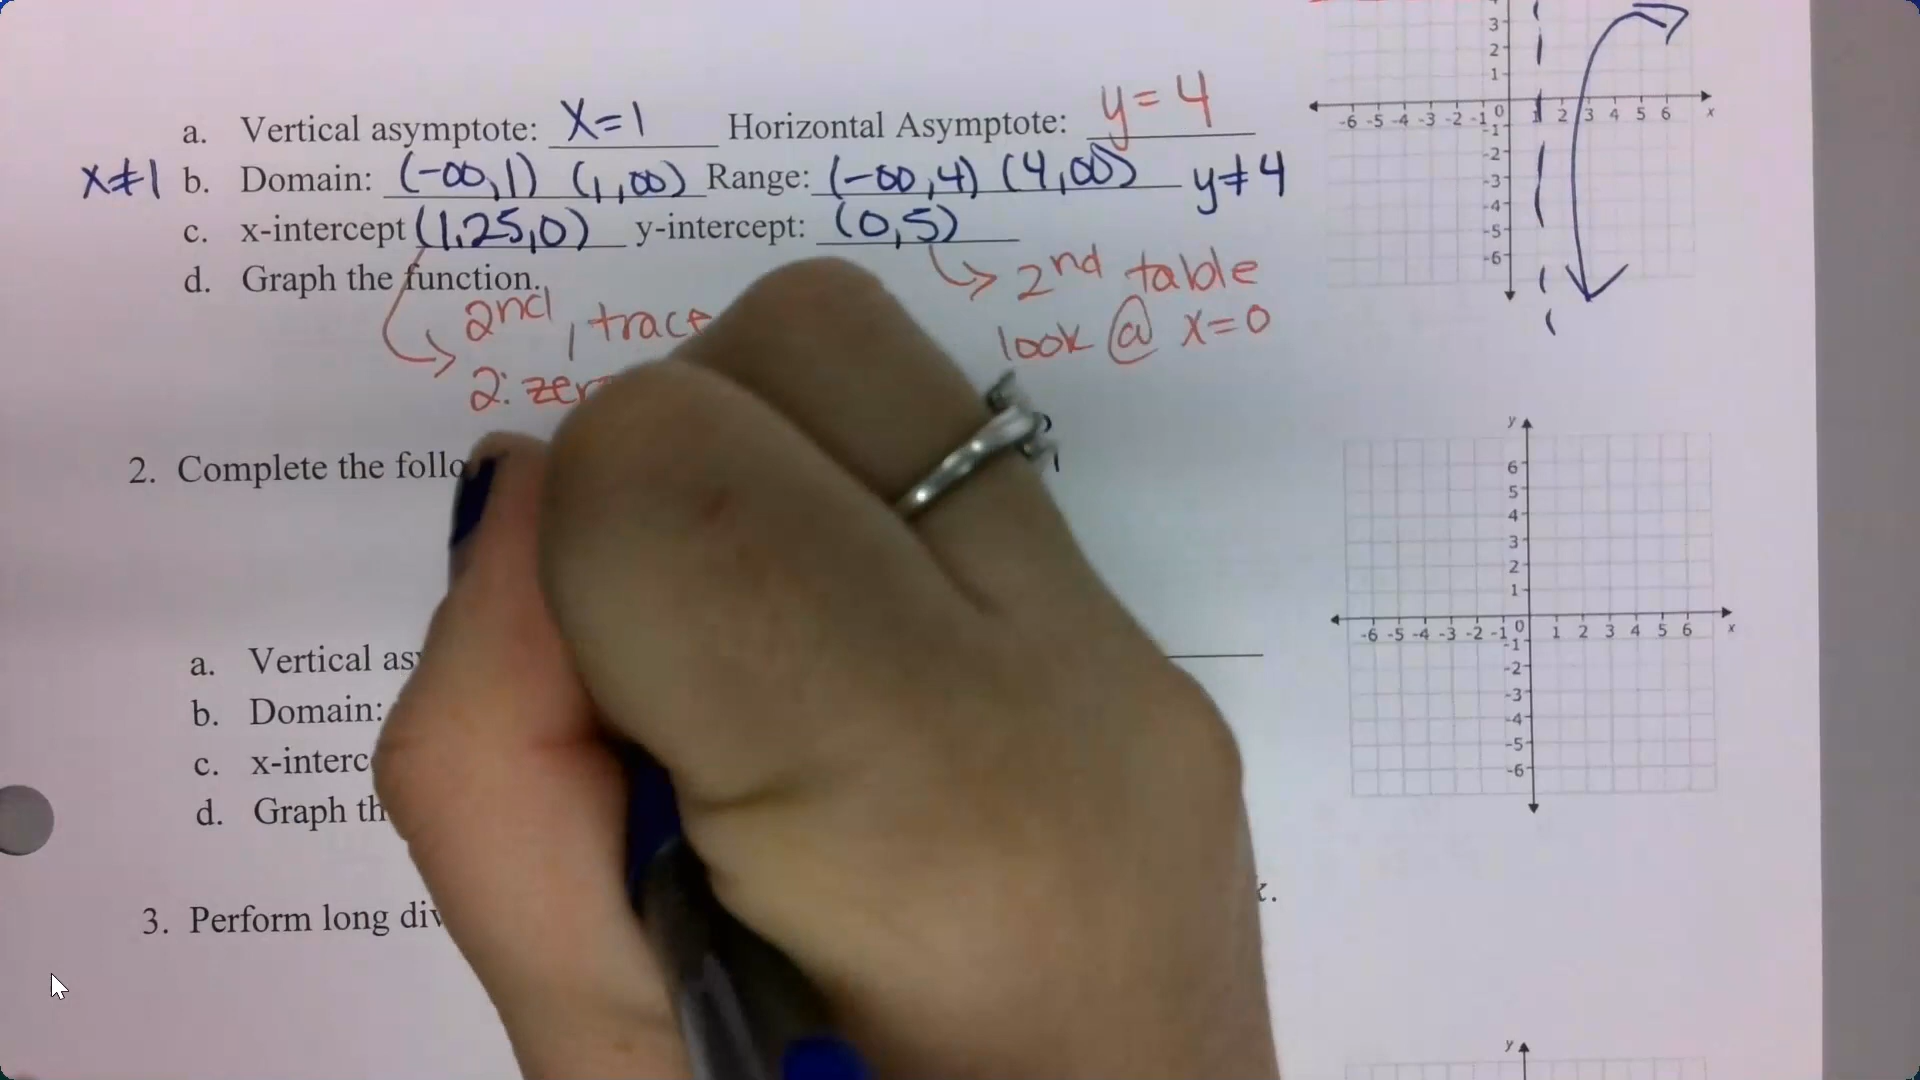 a. Vertical asymptote: x=1 Horizontal Asymptote: y=4
x≠1 b. Domain: (-∞,1) (1,∞) Range: (-∞,4) (4,∞) y≠4
c. x-intercept (1.25,0) y-intercept: (0,5)
d. Graph the function.
2nd, trace
2: zer
2nd table
look @ x=0
3
2
1
-6 -5 -4 -3 -2 -1 0 1 2 3 4 5 6 x
-1
-2
-3
-4
-5
-6
2. Complete the follo
y
6
5
4
3
2
1
-6 -5 -4 -3 -2 -1 0 1 2 3 4 5 6 x
-1
-2
-3
-4
-5
-6
a. Vertical as
b. Domain:
c. x-interc
d. Graph th
3. Perform long div
y